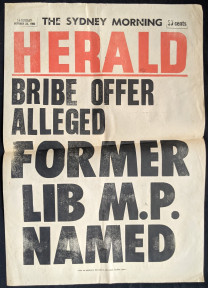 THE SYDNEY MORNING
HERALD
BRIBE OFFER
ALLEGED
FORMER
LIB M.P.
NAMED